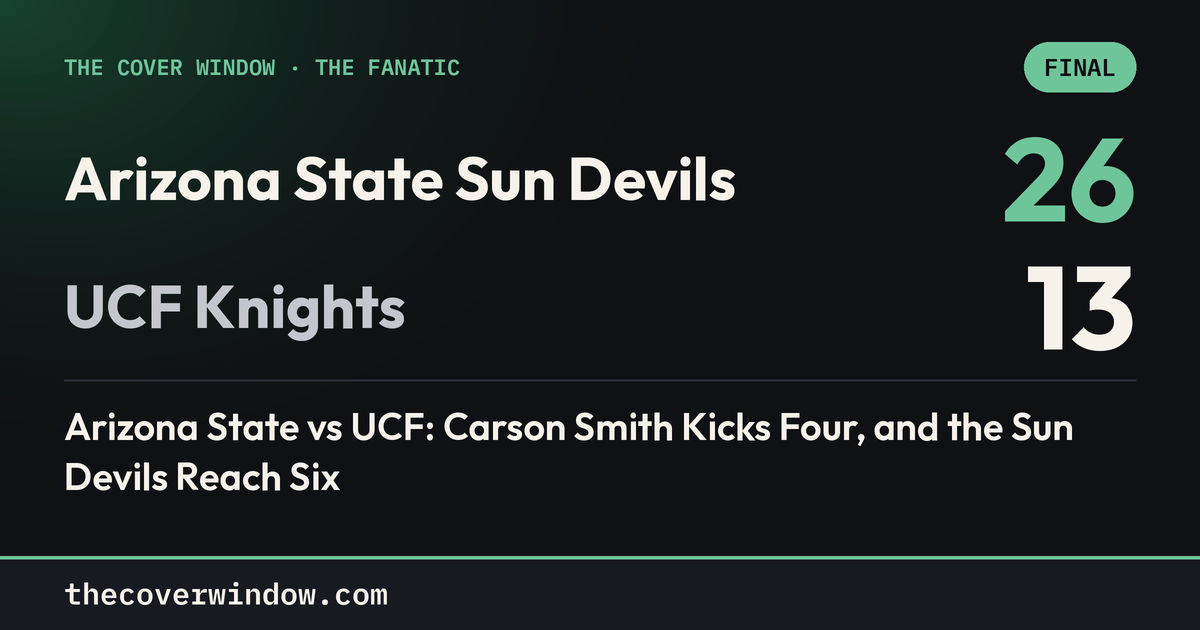 THE COVER WINDOW · THE FANATIC
FINAL
Arizona State Sun Devils
26
UCF Knights
13
Arizona State vs UCF: Carson Smith Kicks Four, and the Sun
Devils Reach Six
thecoverwindow.com